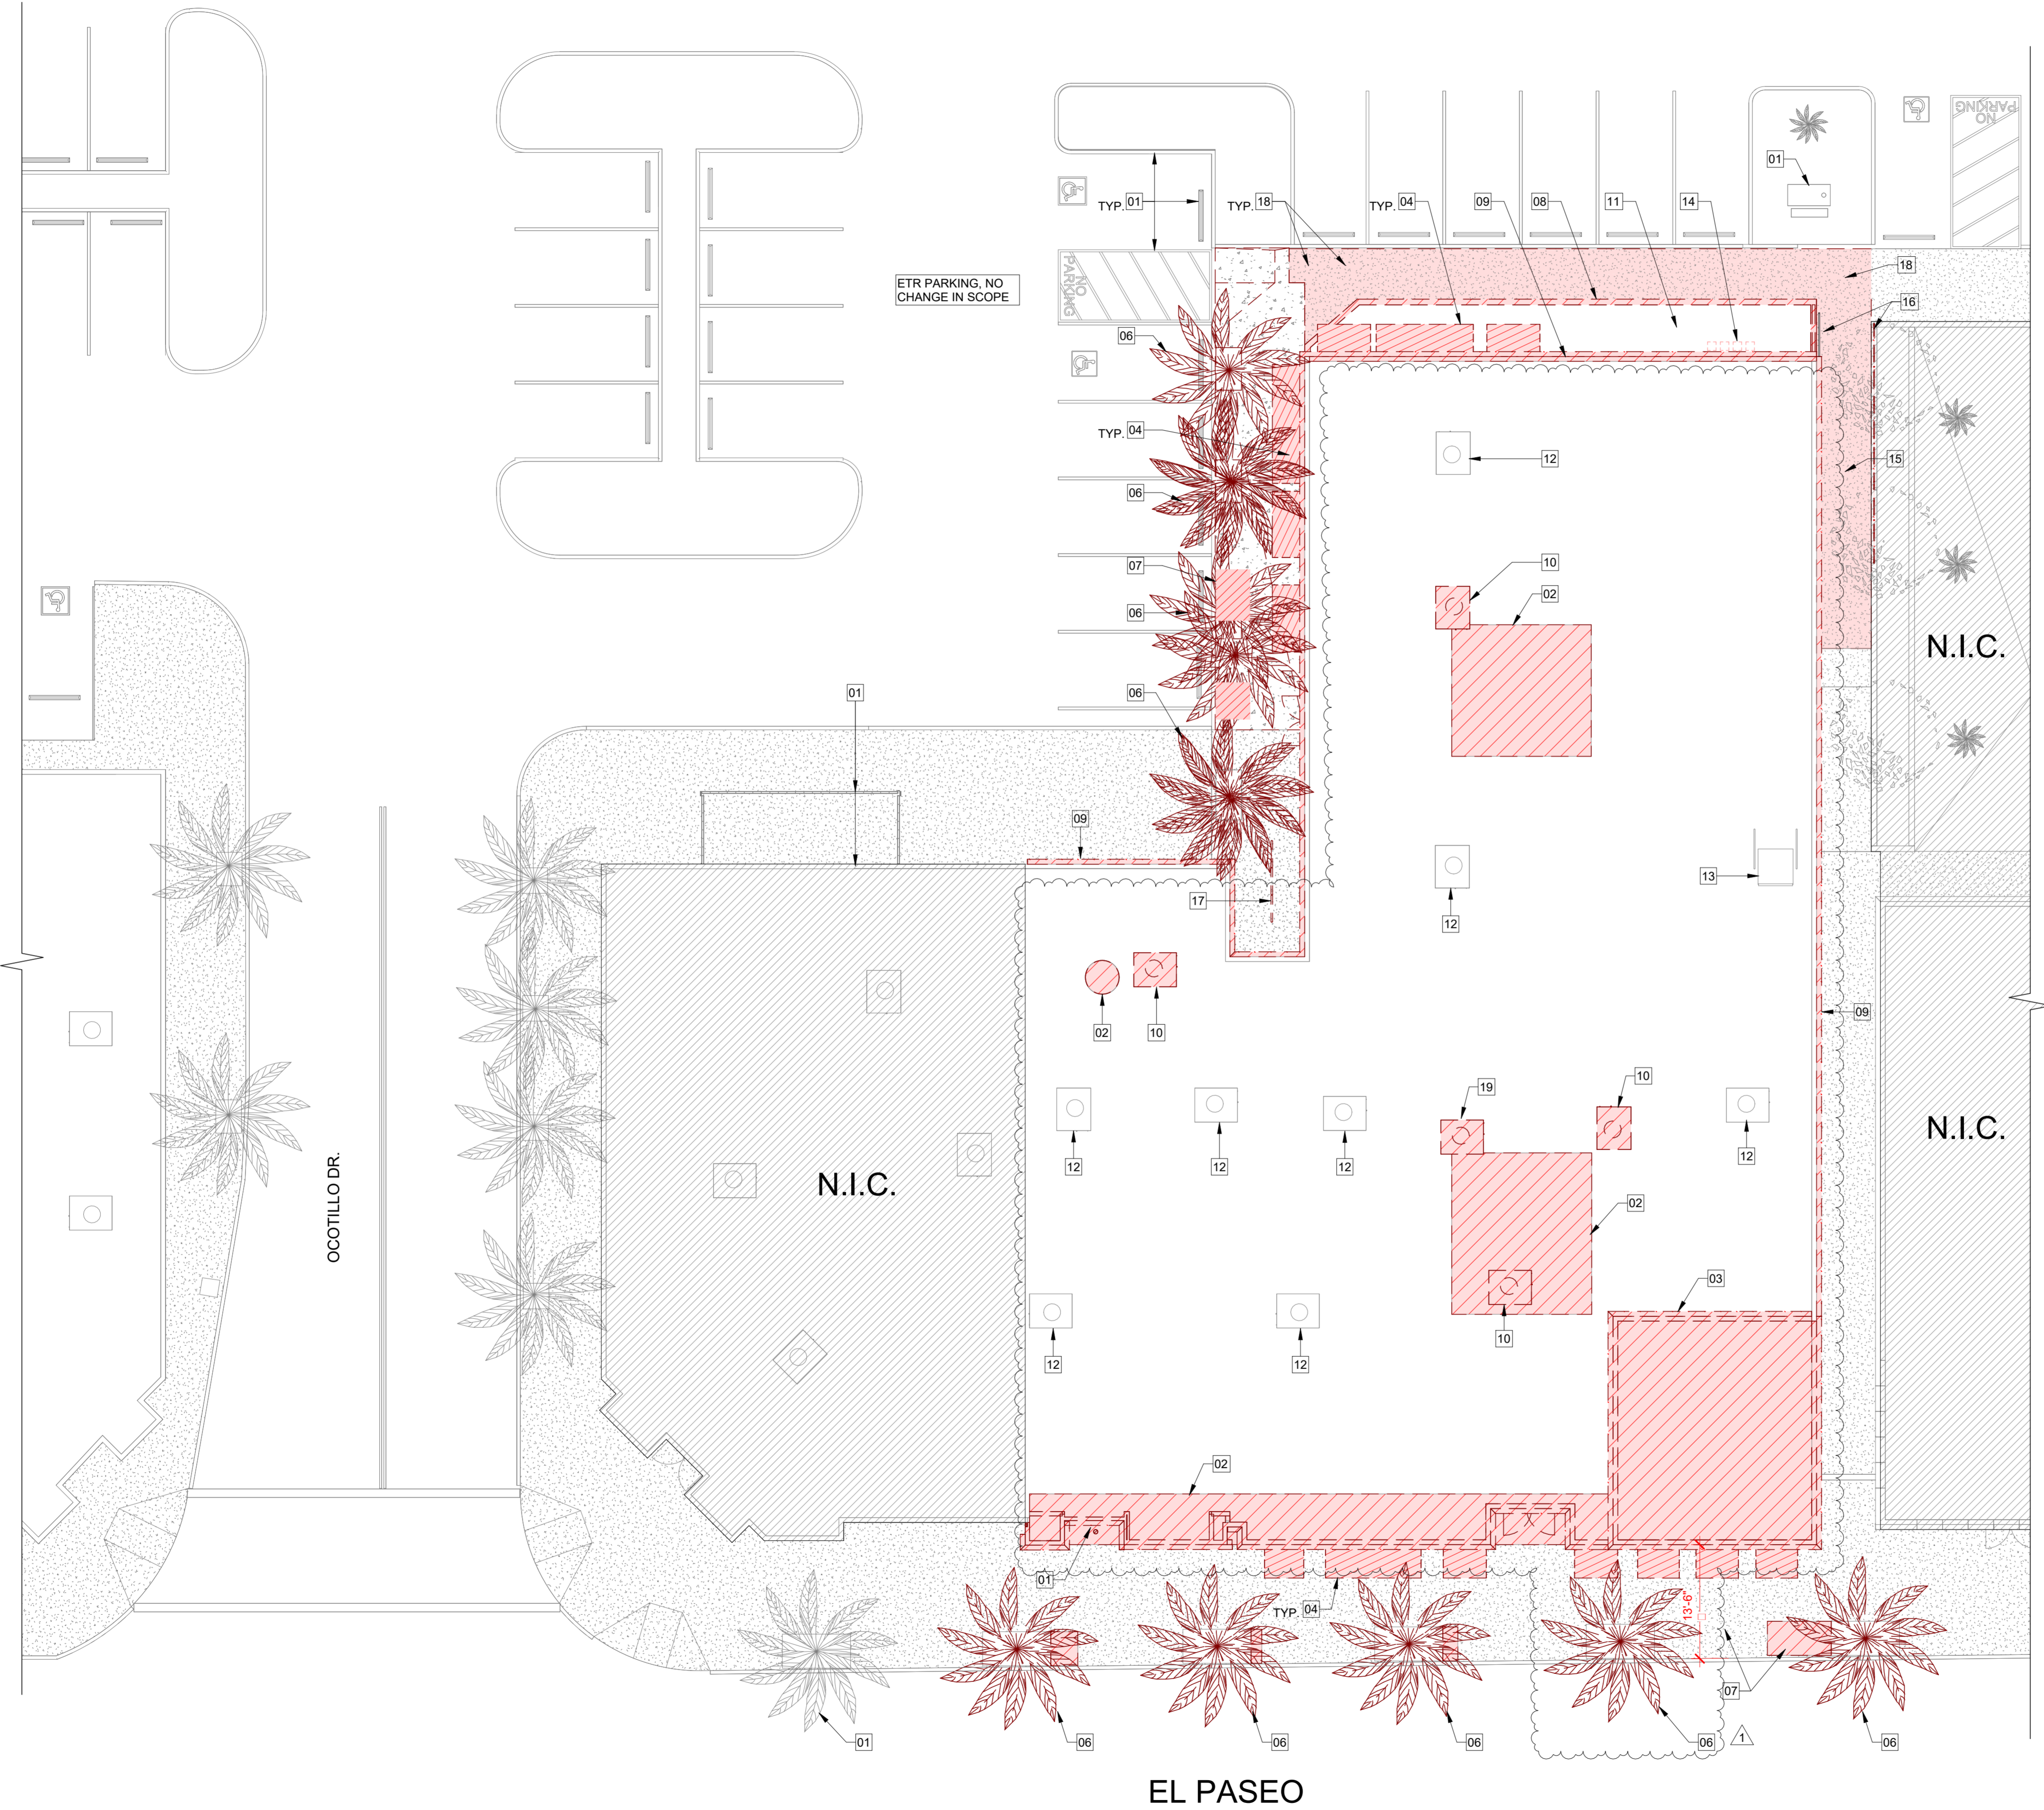 NO
PARKING
01
TYP. 01
TYP. 18
TYP. 04
09
08
11
14
18
16
ETR PARKING, NO
CHANGE IN SCOPE
NO
PARKING
06
TYP. 04
12
15
06
07
10
02
06
N.I.C.
06
01
09
12
13
17
12
02
10
09
19
10
12
12
12
12
N.I.C.
N.I.C.
OCOTILLO DR.
02
03
10
12
12
02
01
TYP. 04
13'-6"
07
01
06
06
06
06
1
06
EL PASEO